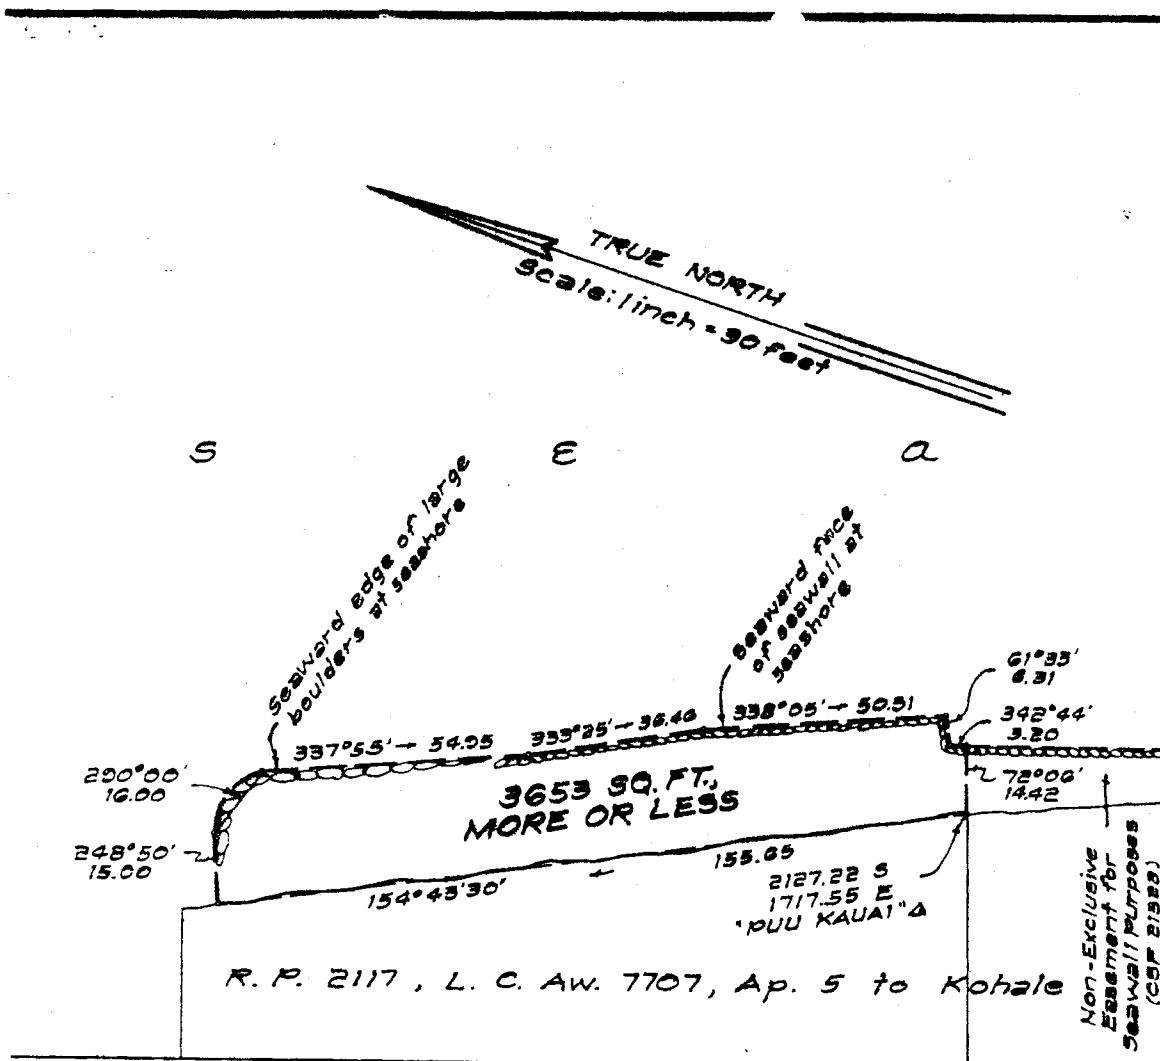 TRUE NORTH
Scale: 1 inch = 30 feet
S E a
Seaward edge of large
boulders at seashore
Seaward face
of seawall at
seashore
61°33'
6.31
342°44'
3.20
337°55' → 54.95
333°25' → 36.46
338°05' → 50.51
290°00'
16.00
72°06'
14.42
3653 SQ. FT.,
MORE OR LESS
248°50'
15.00
154°43'30"
155.65
2127.22 S
1717.55 E
"PUU KAUAI" Δ
R. P. 2117 , L. C. Aw. 7707, Ap. 5 to Kohale
Non-Exclusive
Easement for
Seawall Purposes